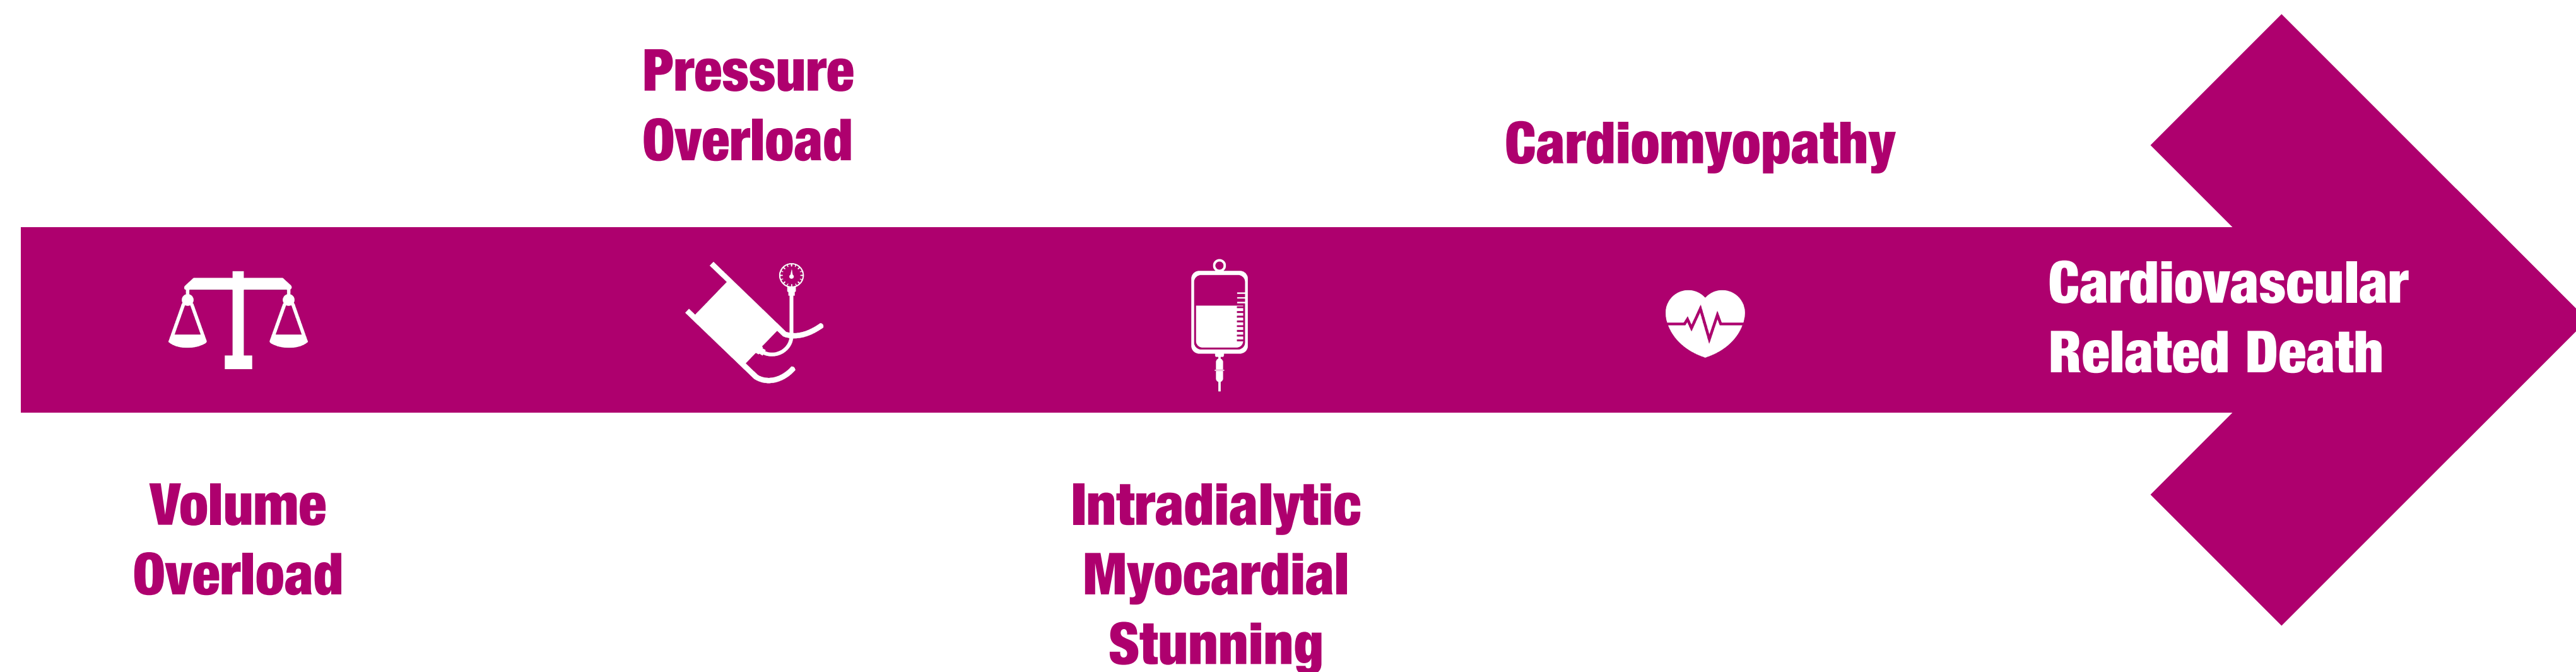 Volume
Overload
Pressure
Overload
Intradialytic
Myocardial
Stunning
Cardiomyopathy
Cardiovascular
Related Death